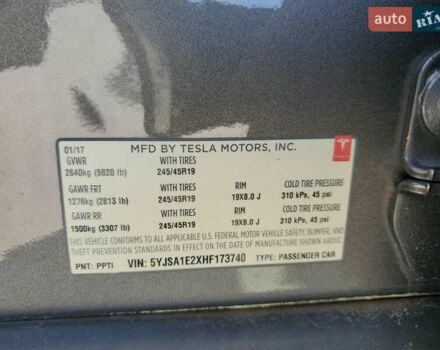 auto RIA
01/17 MFD BY TESLA MOTORS, INC.
GVWR WITH TIRES
2640kg (5820 lb) 245/45R19
GAWR FRT WITH TIRES RIM COLD TIRE PRESSURE
1276kg (2813 lb) 245/45R19 19X8.0 J 310 kPa, 45 psi
GAWR RR WITH TIRES RIM COLD TIRE PRESSURE
1500kg (3307 lb) 245/45R19 19X8.0 J 310 kPa, 45 psi
THIS VEHICLE CONFORMS TO ALL APPLICABLE U.S. FEDERAL MOTOR VEHICLE SAFETY, BUMPER, AND
THEFT PREVENTION STANDARDS IN EFFECT ON THE DATE OF MANUFACTURE SHOWN ABOVE.
PNT: PPTI VIN: 5YJSA1E2XHF173740 TYPE: PASSENGER CAR
TESLA